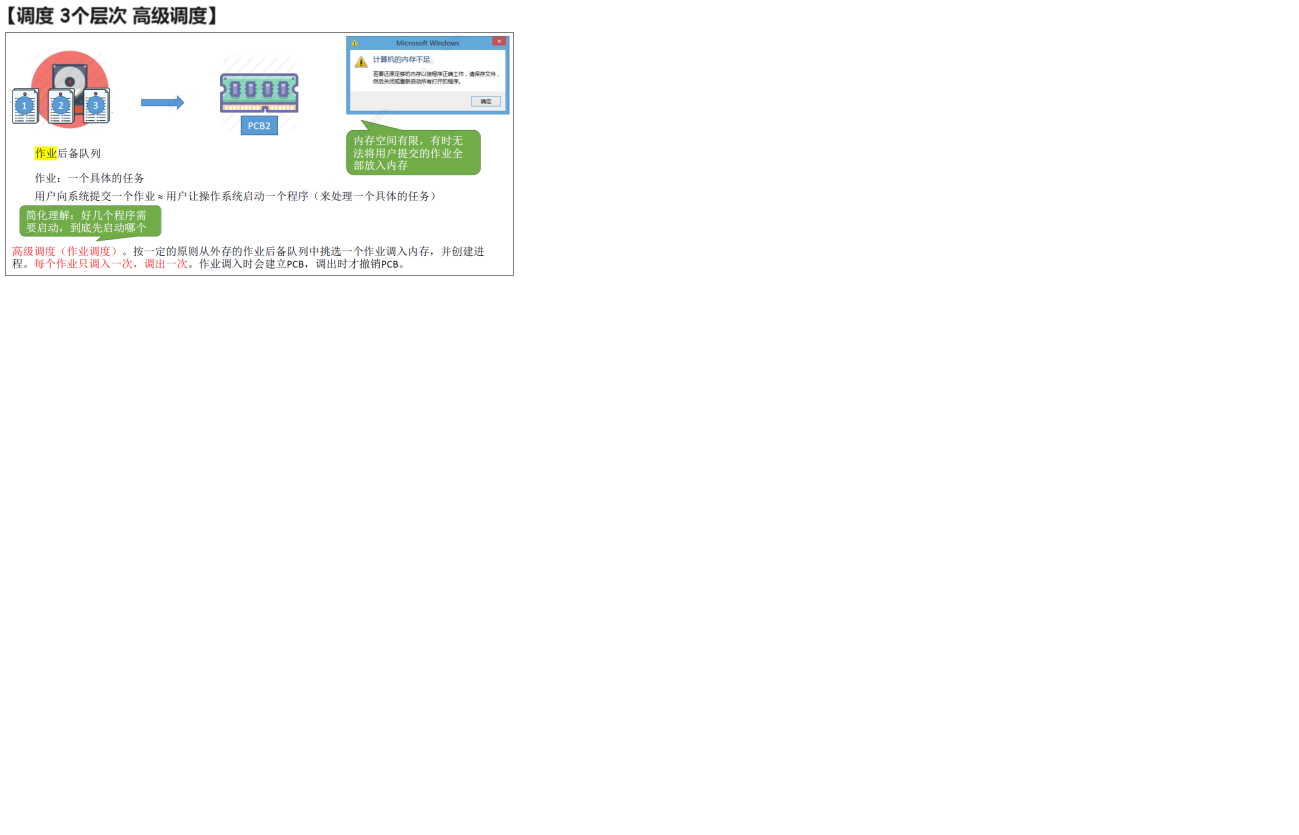 【调度 3个层次 高级调度】
Microsoft Windows
计算机的内存不足
若要还原足够的内存以使程序正确工作，请保存文件，
然后关闭或重新启动所有打开的程序。
确定
1
2
3
PCB2
内存空间有限，有时无
法将用户提交的作业全
部放入内存
作业后备队列
作业：一个具体的任务
用户向系统提交一个作业 ≈ 用户让操作系统启动一个程序（来处理一个具体的任务）
简化理解：好几个程序需
要启动，到底先启动哪个
高级调度（作业调度）。按一定的原则从外存的作业后备队列中挑选一个作业调入内存，并创建进
程。每个作业只调入一次，调出一次。作业调入时会建立PCB，调出时才撤销PCB。